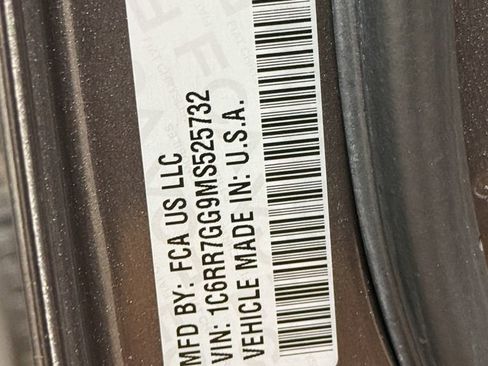 MFD BY: FCA US LLC
VIN: 1C6RR7GG9MS525732
VEHICLE MADE IN: U.S.A.